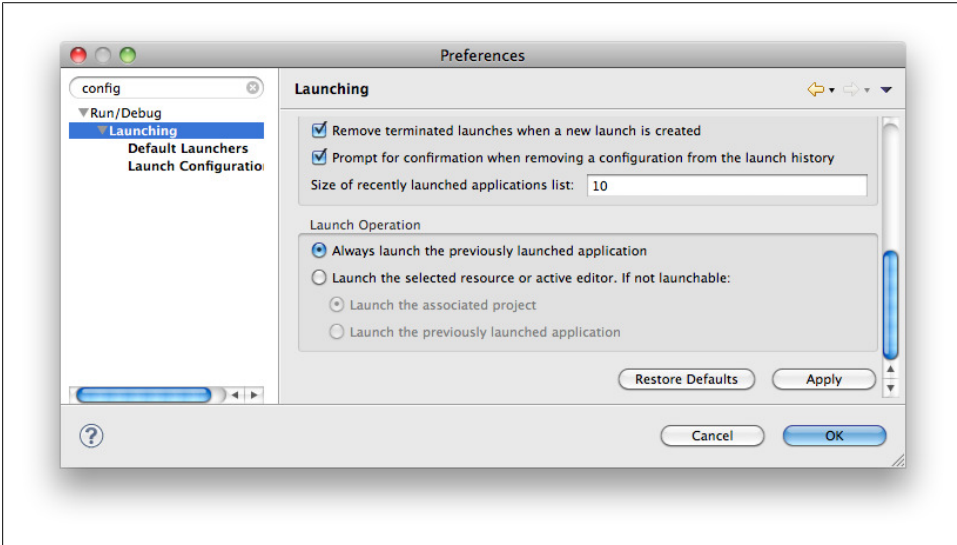 Preferences
config
Run/Debug
Launching
Default Launchers
Launch Configuratio
Launching
Remove terminated launches when a new launch is created
Prompt for confirmation when removing a configuration from the launch history
Size of recently launched applications list: 10
Launch Operation
Always launch the previously launched application
Launch the selected resource or active editor. If not launchable:
Launch the associated project
Launch the previously launched application
Restore Defaults
Apply
?
Cancel
OK